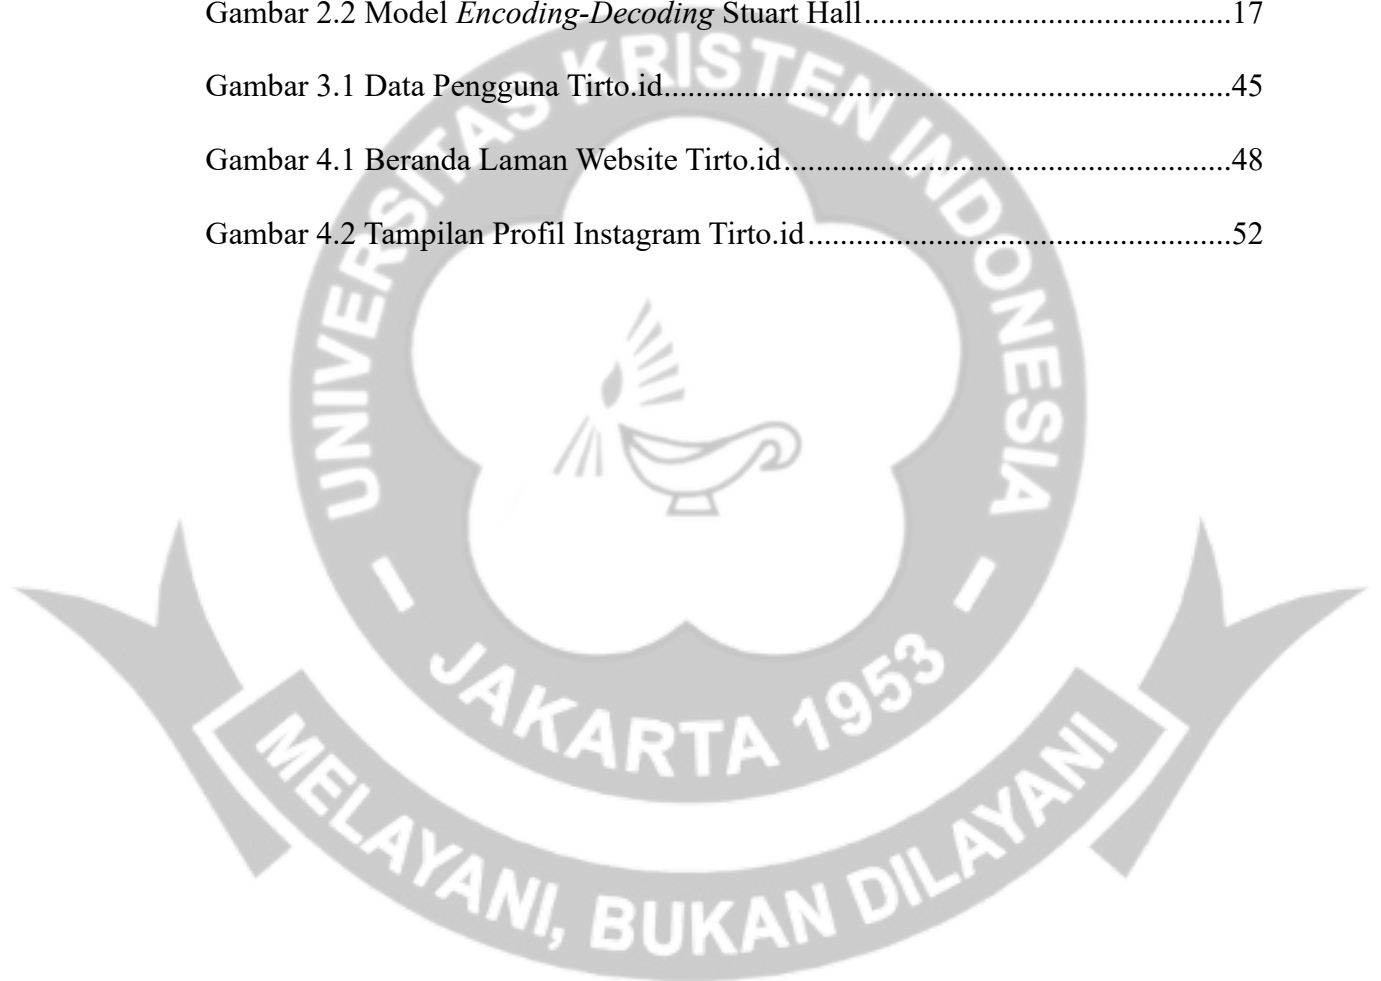 Gambar 2.2 Model Encoding-Decoding Stuart Hall...............................................17
Gambar 3.1 Data Pengguna Tirto.id.........................................................................45
Gambar 4.1 Beranda Laman Website Tirto.id.........................................................48
Gambar 4.2 Tampilan Profil Instagram Tirto.id......................................................52
UNIVERSITAS KRISTEN INDONESIA
- JAKARTA 1953 -
MELAYANI, BUKAN DILAYANI